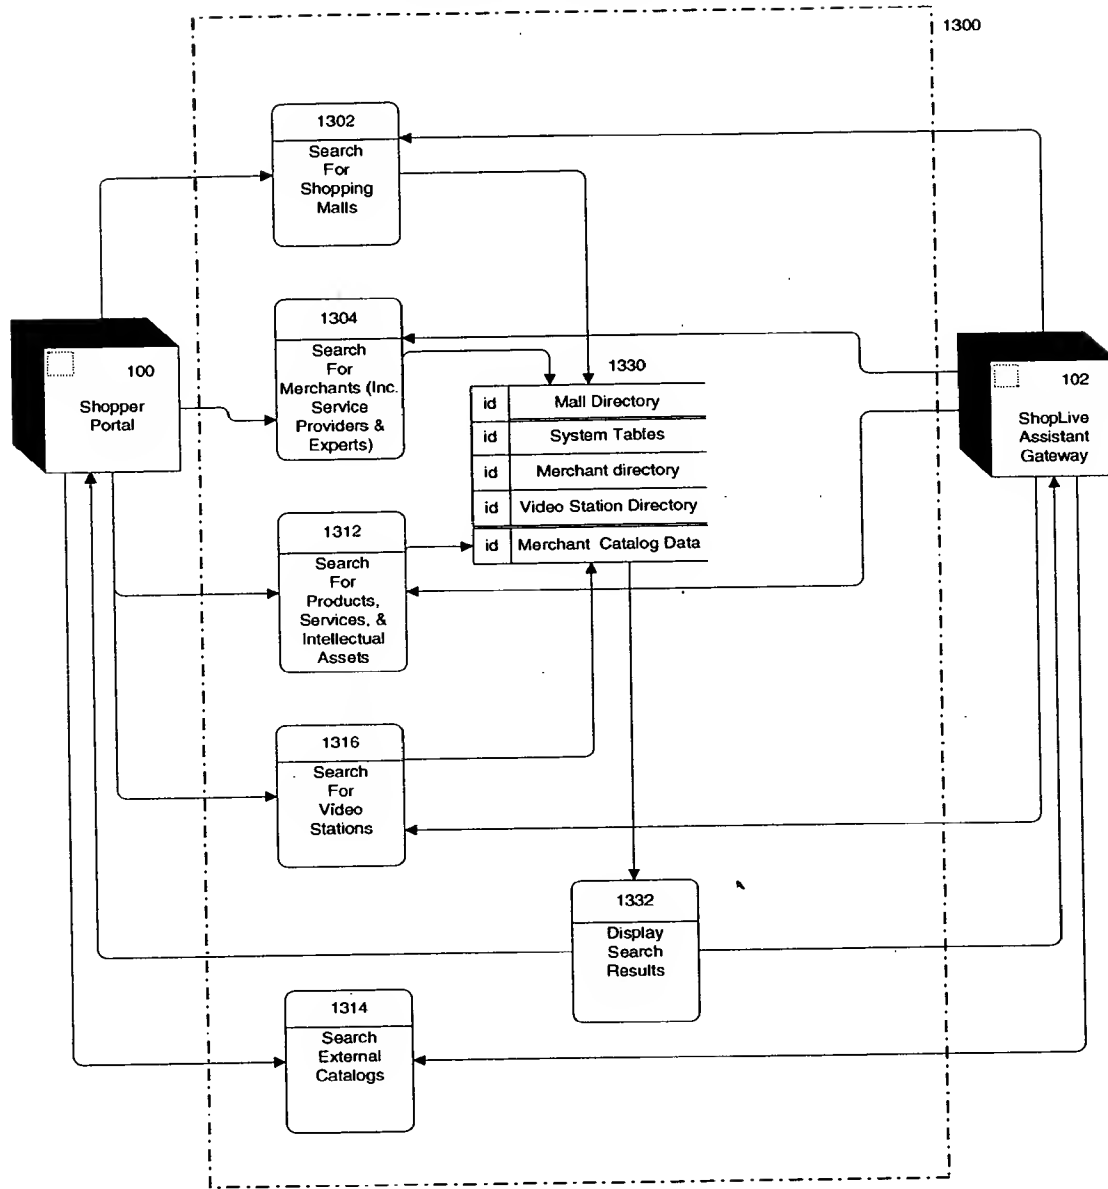 1300
1302
Search
For
Shopping
Malls
1304
Search
For
Merchants (Inc.
Service
Providers &
Experts)
100
Shopper
Portal
1330
id Mall Directory
id System Tables
id Merchant directory
id Video Station Directory
id Merchant Catalog Data
102
ShopLive
Assistant
Gateway
1312
Search
For
Products,
Services, &
Intellectual
Assets
1316
Search
For
Video
Stations
1332
Display
Search
Results
1314
Search
External
Catalogs